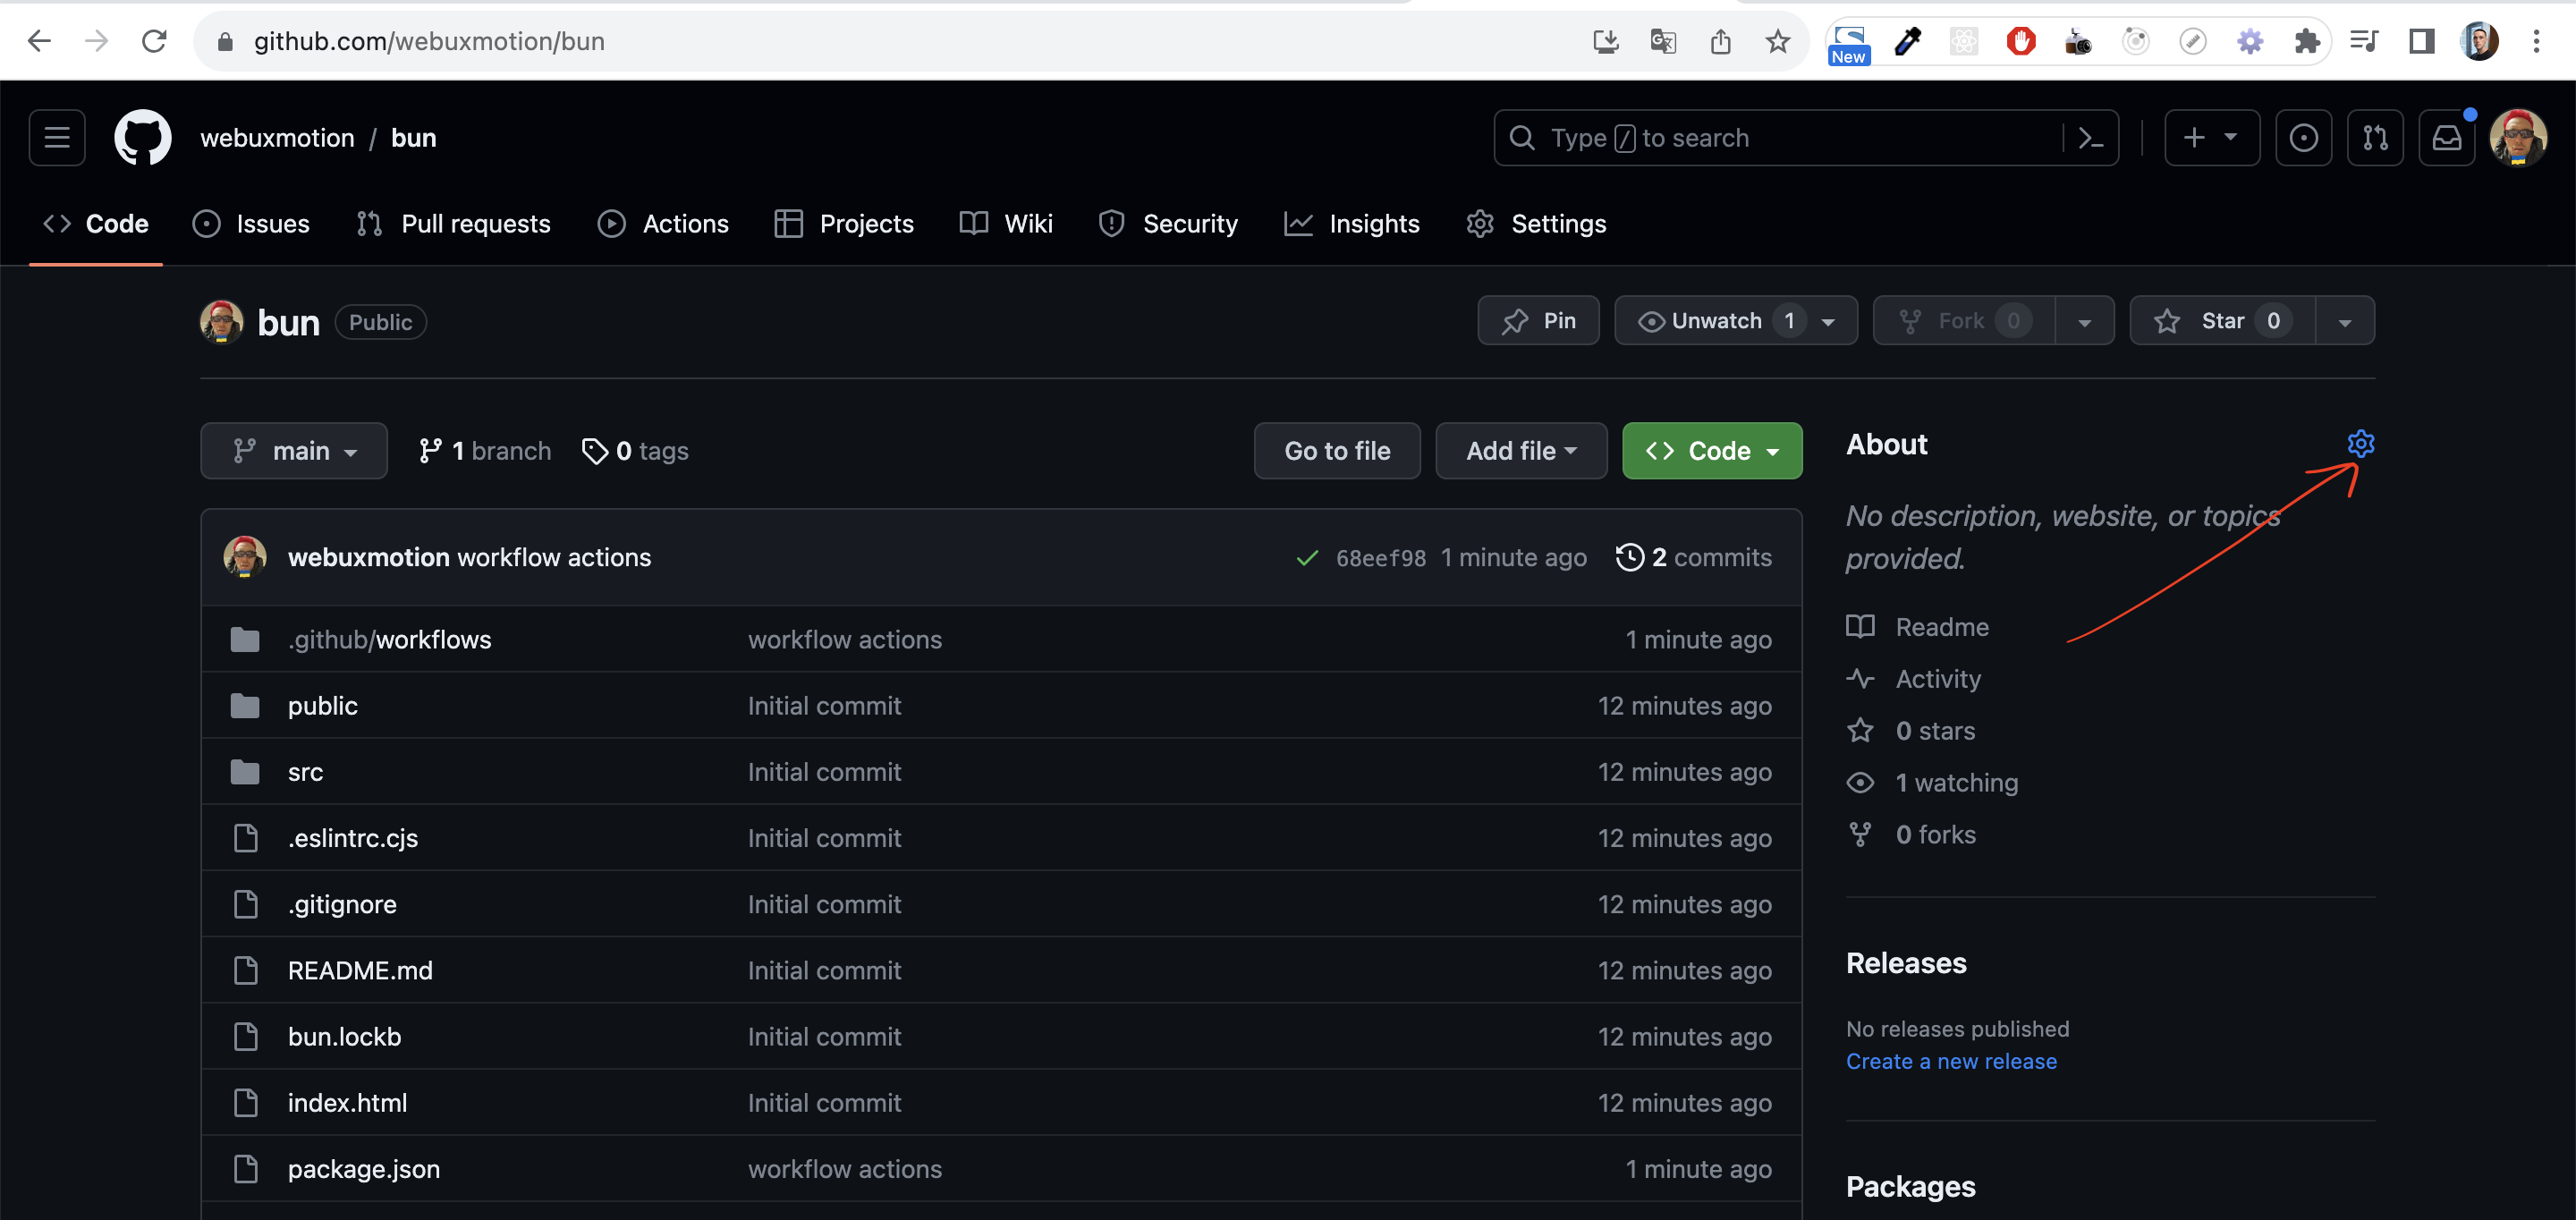 github.com/webuxmotion/bun
New
webuxmotion / bun
Type / to search
Code Issues Pull requests Actions Projects Wiki Security Insights Settings
bun Public
Pin Unwatch 1 Fork 0 Star 0
main 1 branch 0 tags Go to file Add file Code
webuxmotion workflow actions 68eef98 1 minute ago 2 commits
.github/workflows workflow actions 1 minute ago
public Initial commit 12 minutes ago
src Initial commit 12 minutes ago
.eslintrc.cjs Initial commit 12 minutes ago
.gitignore Initial commit 12 minutes ago
README.md Initial commit 12 minutes ago
bun.lockb Initial commit 12 minutes ago
index.html Initial commit 12 minutes ago
package.json workflow actions 1 minute ago
About
No description, website, or topics
provided.
Readme
Activity
0 stars
1 watching
0 forks
Releases
No releases published
Create a new release
Packages